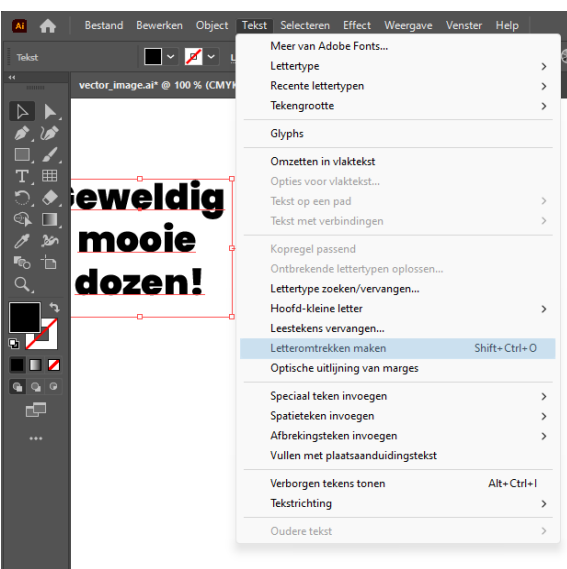 Ai Bestand Bewerken Object Tekst Selecteren Effect Weergave Venster Help
Tekst
vector_image.ai* @ 100 % (CMYK
Geweldig
mooie
dozen!
Meer van Adobe Fonts...
Lettertype
Recente lettertypen
Tekengrootte
Glyphs
Omzetten in vlaktekst
Opties voor vlaktekst...
Tekst op een pad
Tekst met verbindingen
Kopregel passend
Ontbrekende lettertypen oplossen...
Lettertype zoeken/vervangen...
Hoofd-kleine letter
Leestekens vervangen...
Letteromtrekken maken Shift+Ctrl+O
Optische uitlijning van marges
Speciaal teken invoegen
Spatieteken invoegen
Afbrekingsteken invoegen
Vullen met plaatsaanduidingstekst
Verborgen tekens tonen Alt+Ctrl+I
Tekstrichting
Oudere tekst